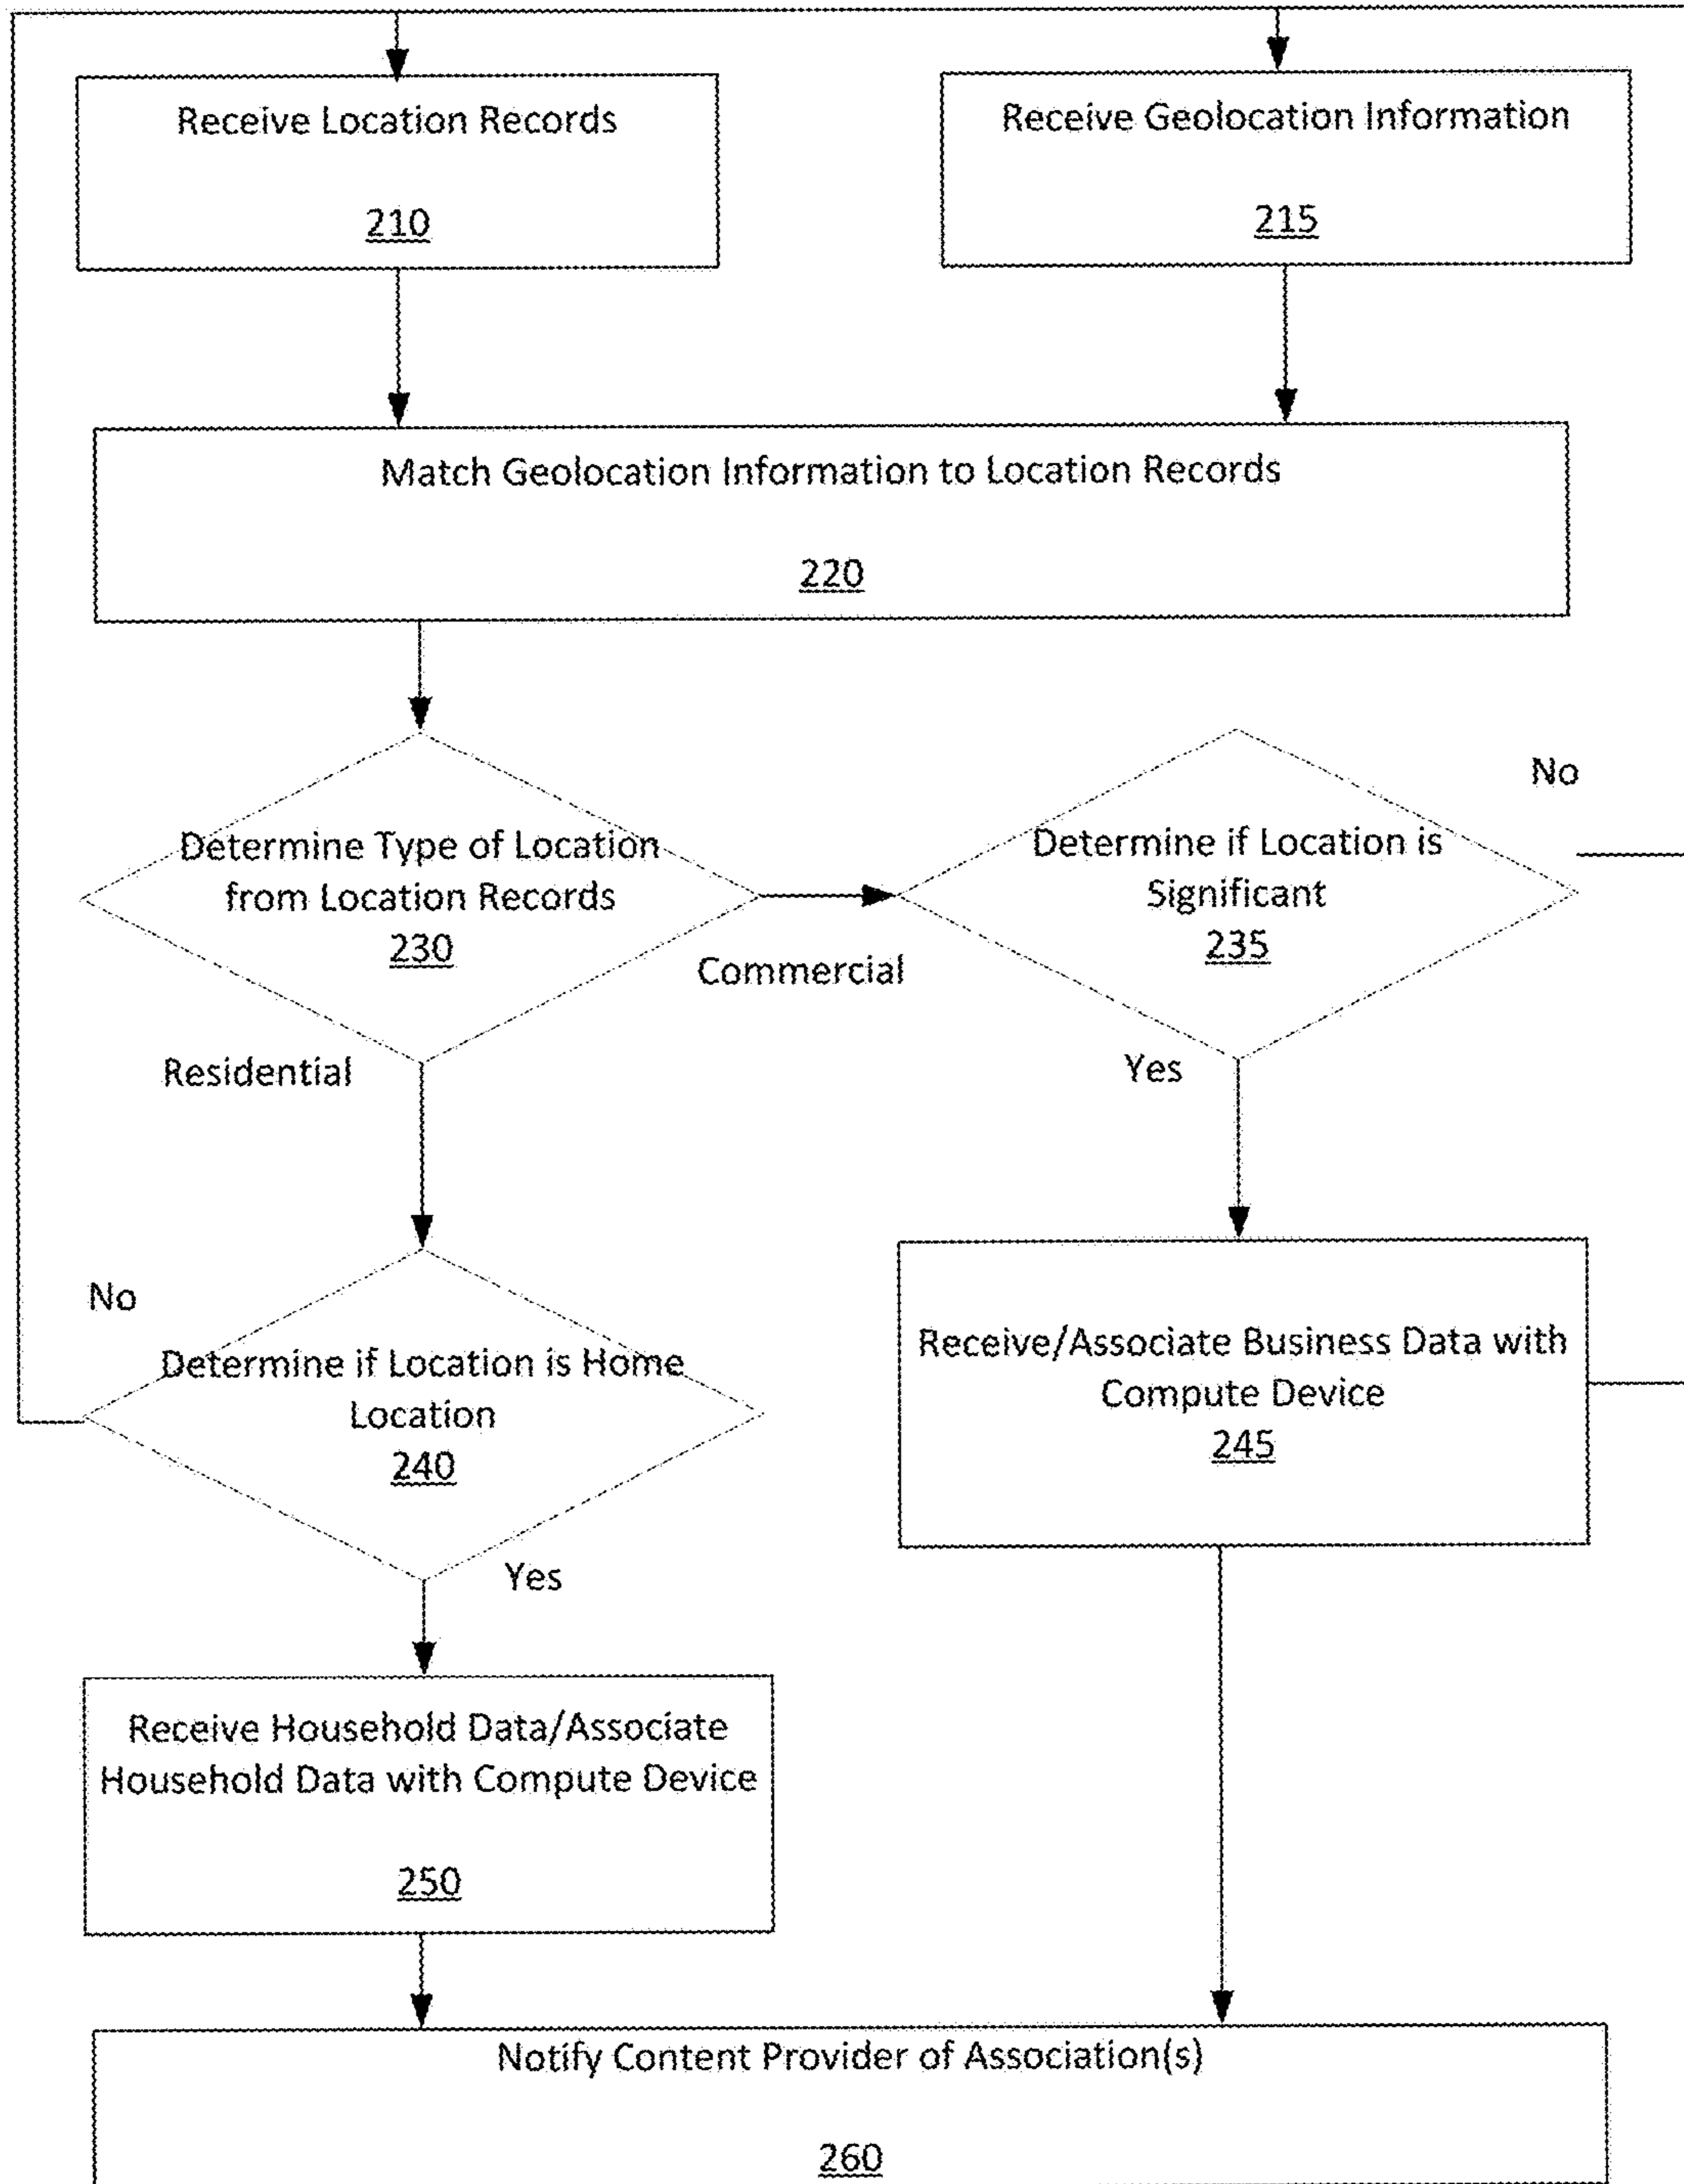 Receive Location Records
210
Receive Geolocation Information
215
Match Geolocation Information to Location Records
220
Determine Type of Location
from Location Records
230
Commercial
Residential
Determine if Location is
Significant
235
No
Yes
Determine if Location is Home
Location
240
No
Yes
Receive/Associate Business Data with
Compute Device
245
Receive Household Data/Associate
Household Data with Compute Device
250
Notify Content Provider of Association(s)
260